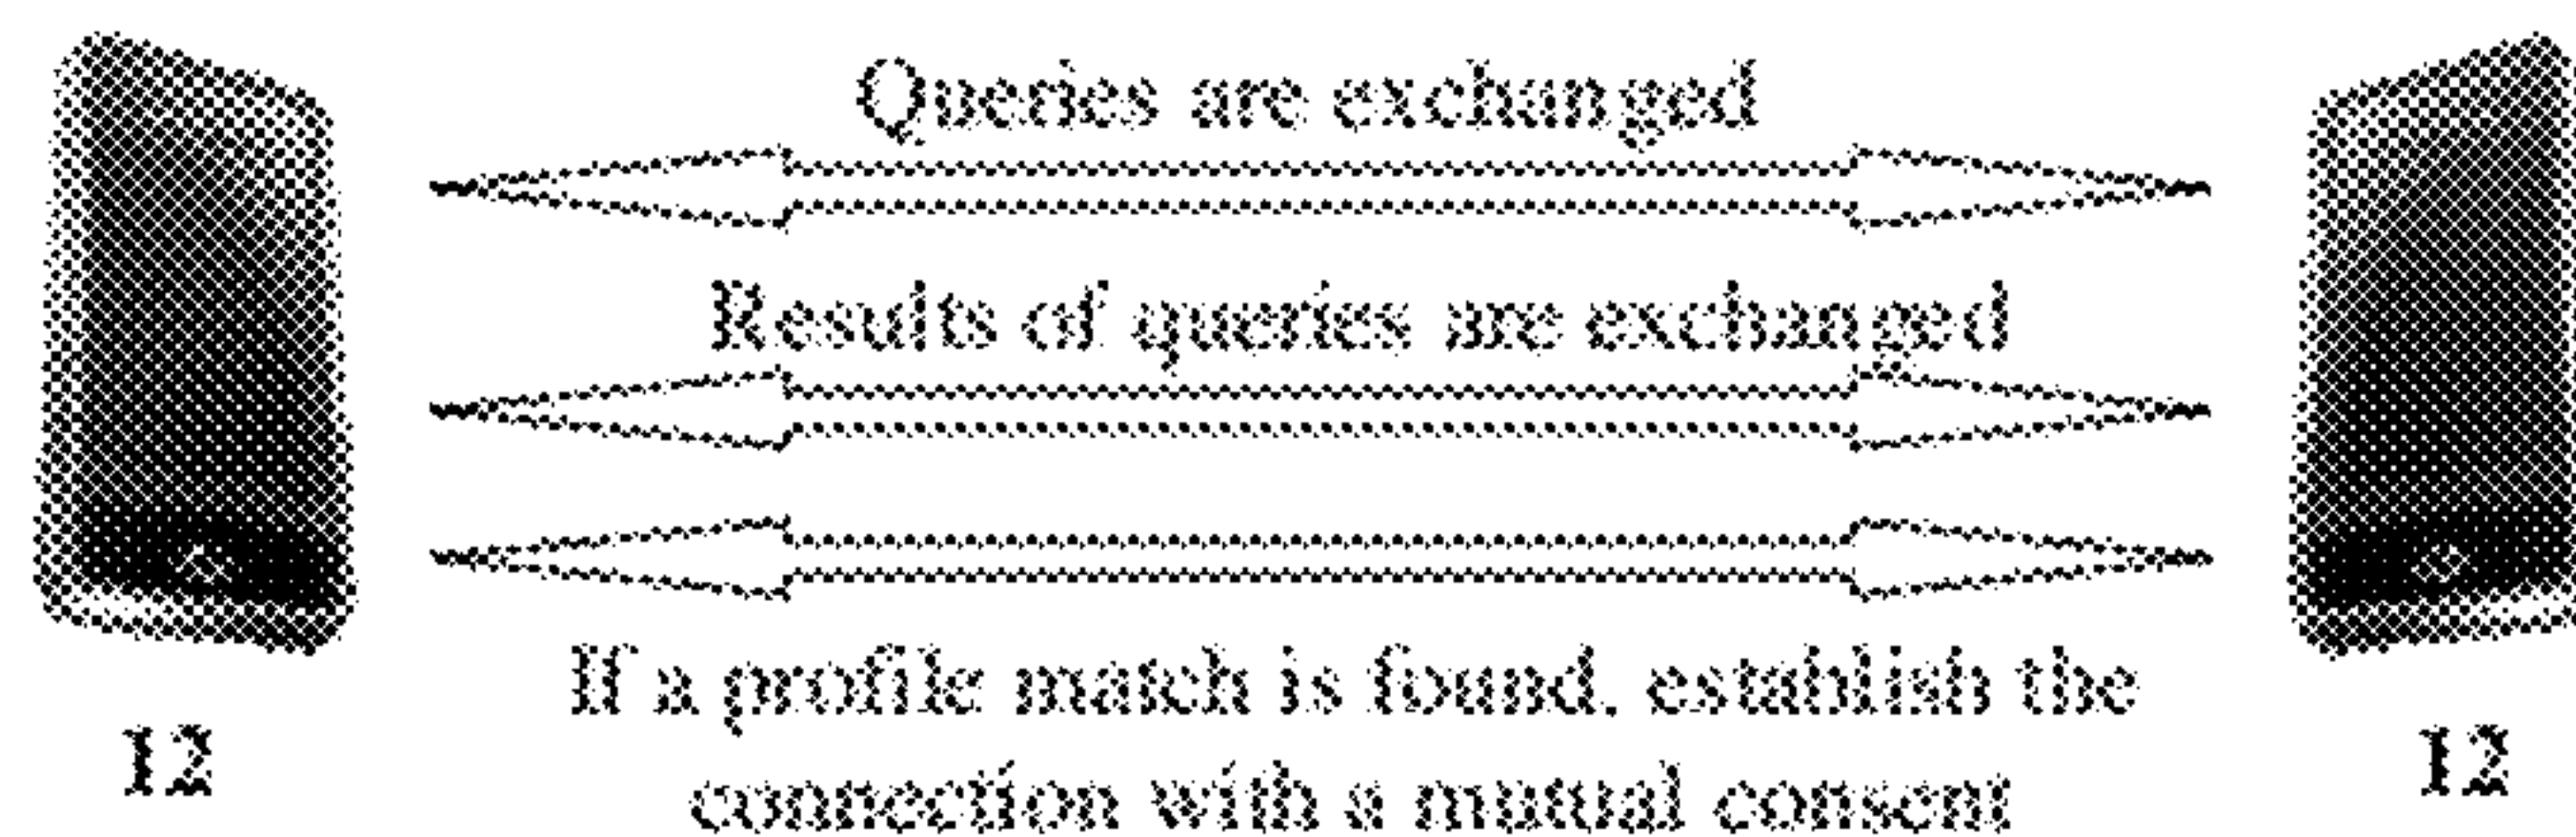 Queries are exchanged
Results of queries are exchanged
If a profile match is found, establish the
connection with a mutual consent
12
12